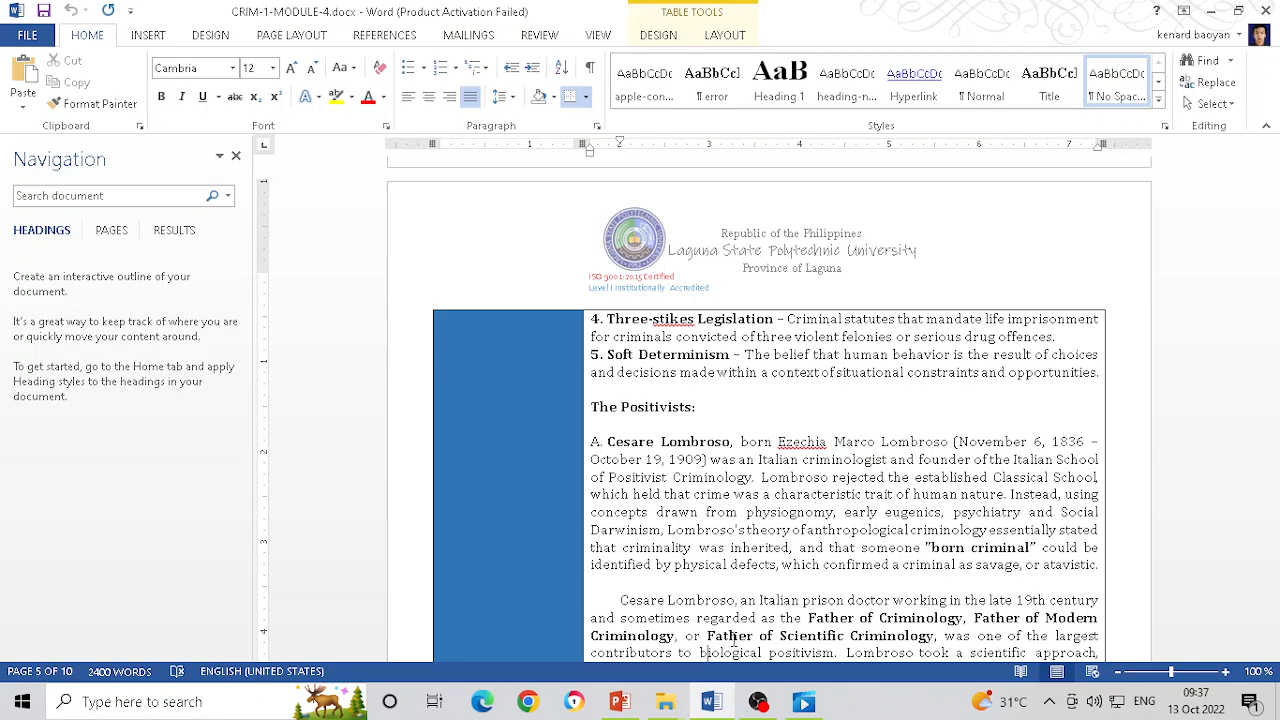 CRIM-1-MODULE-4.docx - Word (Product Activation Failed)
TABLE TOOLS
FILE HOME INSERT DESIGN PAGE LAYOUT REFERENCES MAILINGS REVIEW VIEW DESIGN LAYOUT
kenard baoyan
Cut
Copy
Format Painter
Paste
Clipboard
Cambria 12
Font
Paragraph
AaBbCcDc AaBbCcI AaB AaBbCcDc AaBbCcDc AaBbCcDc AaBbCcI AaBbCcDc
apple-con... ¶ error Heading 1 heading-n... Hyperlink ¶ Normal Title ¶ No Spac...
Styles
Find
Replace
Select
Editing
Navigation
Search document
HEADINGS PAGES RESULTS
Create an interactive outline of your
document.
It's a great way to keep track of where you are
or quickly move your content around.
To get started, go to the Home tab and apply
Heading styles to the headings in your
document.
1 2 3 4 5 6 7
1
1
2
3
4
Republic of the Philippines
Laguna State Polytechnic University
Province of Laguna
ISO 9001:2015 Certified
Level I Institutionally Accredited
4. Three-stikes Legislation – Criminal statutes that mandate life imprisonment
for criminals convicted of three violent felonies or serious drug offences.
5. Soft Determinism – The belief that human behavior is the result of choices
and decisions made within a context of situational constraints and opportunities.
The Positivists:
A. Cesare Lombroso, born Ezechia Marco Lombroso (November 6, 1836 –
October 19, 1909) was an Italian criminologist and founder of the Italian School
of Positivist Criminology. Lombroso rejected the established Classical School,
which held that crime was a characteristic trait of human nature. Instead, using
concepts drawn from physiognomy, early eugenics, psychiatry and Social
Darwinism, Lombroso's theory of anthropological criminology essentially stated
that criminality was inherited, and that someone "born criminal" could be
identified by physical defects, which confirmed a criminal as savage, or atavistic.
Cesare Lombroso, an Italian prison doctor working in the late 19th century
and sometimes regarded as the Father of Criminology, Father of Modern
Criminology, or Father of Scientific Criminology, was one of the largest
contributors to biological positivism. Lombroso took a scientific approach,
PAGE 5 OF 10 2400 WORDS ENGLISH (UNITED STATES) 100 %
Type here to search
31°C ENG
09:37
13 Oct 2022